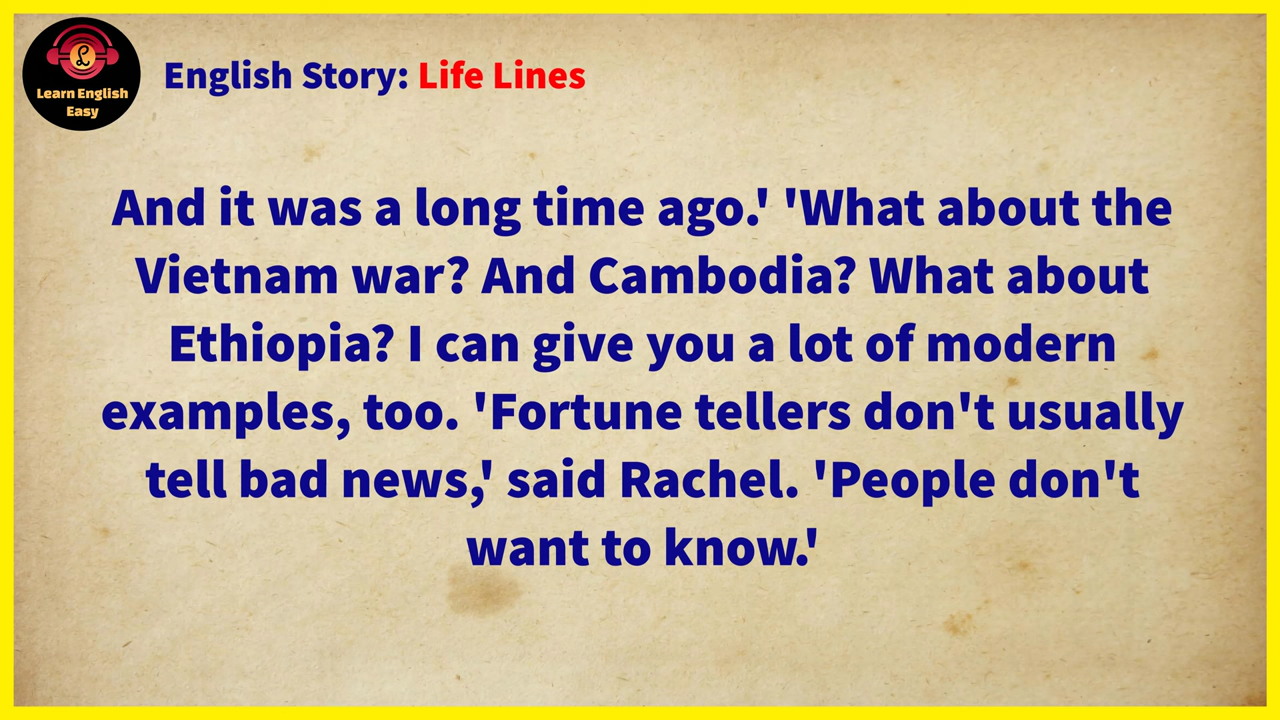 Learn English
Easy
English Story: Life Lines
And it was a long time ago.' 'What about the
Vietnam war? And Cambodia? What about
Ethiopia? I can give you a lot of modern
examples, too. 'Fortune tellers don't usually
tell bad news,' said Rachel. 'People don't
want to know.'